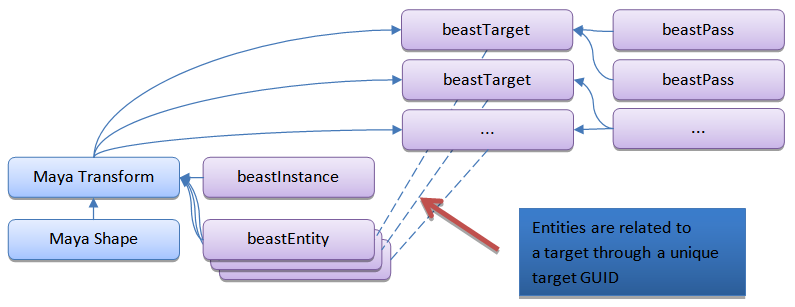 beastTarget
beastPass
beastTarget
beastPass
...
...
Maya Transform
beastInstance
Maya Shape
beastEntity
Entities are related to
a target through a unique
target GUID